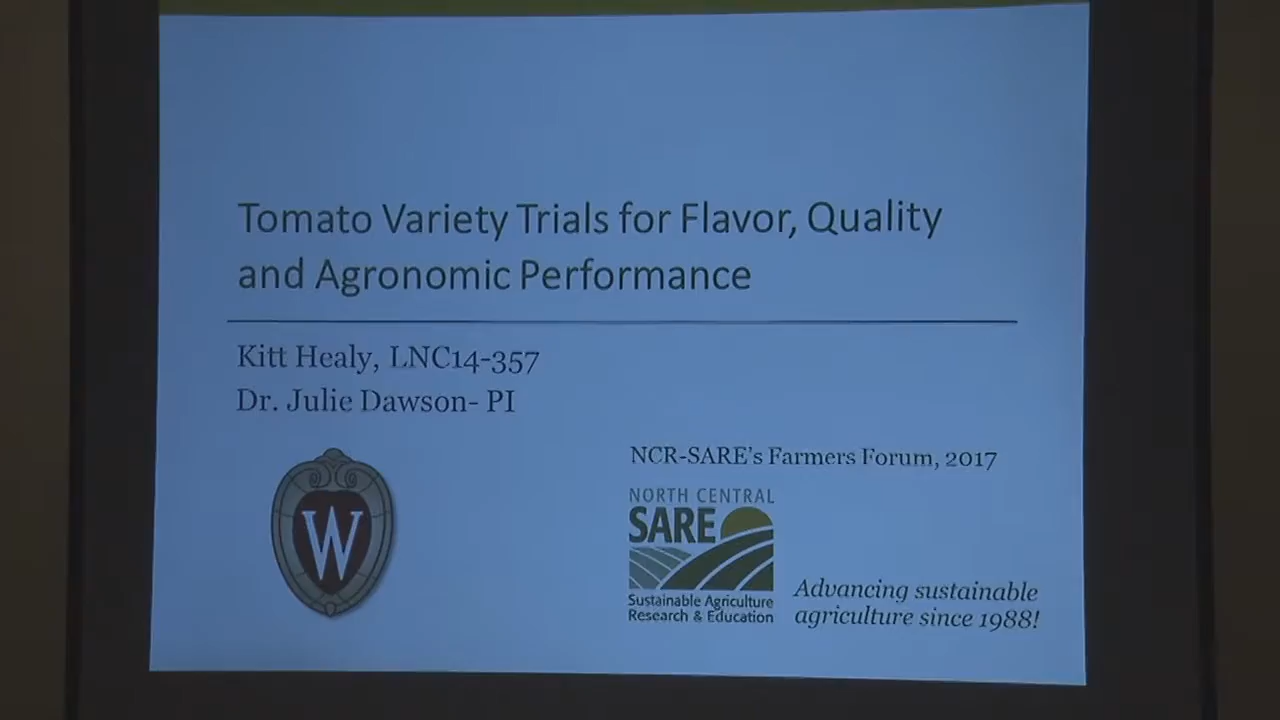 Tomato Variety Trials for Flavor, Quality
and Agronomic Performance
Kitt Healy, LNC14-357
Dr. Julie Dawson- PI
W
NCR-SARE's Farmers Forum, 2017
NORTH CENTRAL
SARE
Sustainable Agriculture
Research & Education
Advancing sustainable
agriculture since 1988!